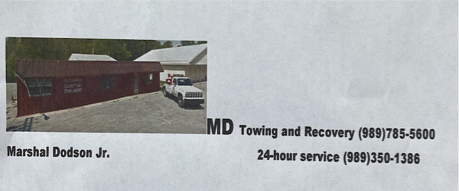 MD Towing and Recovery (989)785-5600
Marshal Dodson Jr.
24-hour service (989)350-1386